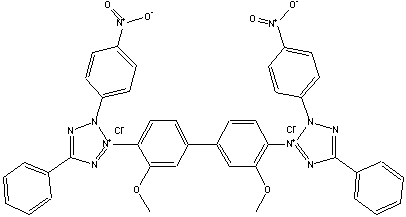 O O⁻
N⁺
O
N⁺
O⁻
N Cl⁻ Cl⁻ N
N N⁺ N⁺ N
N N N N
O O